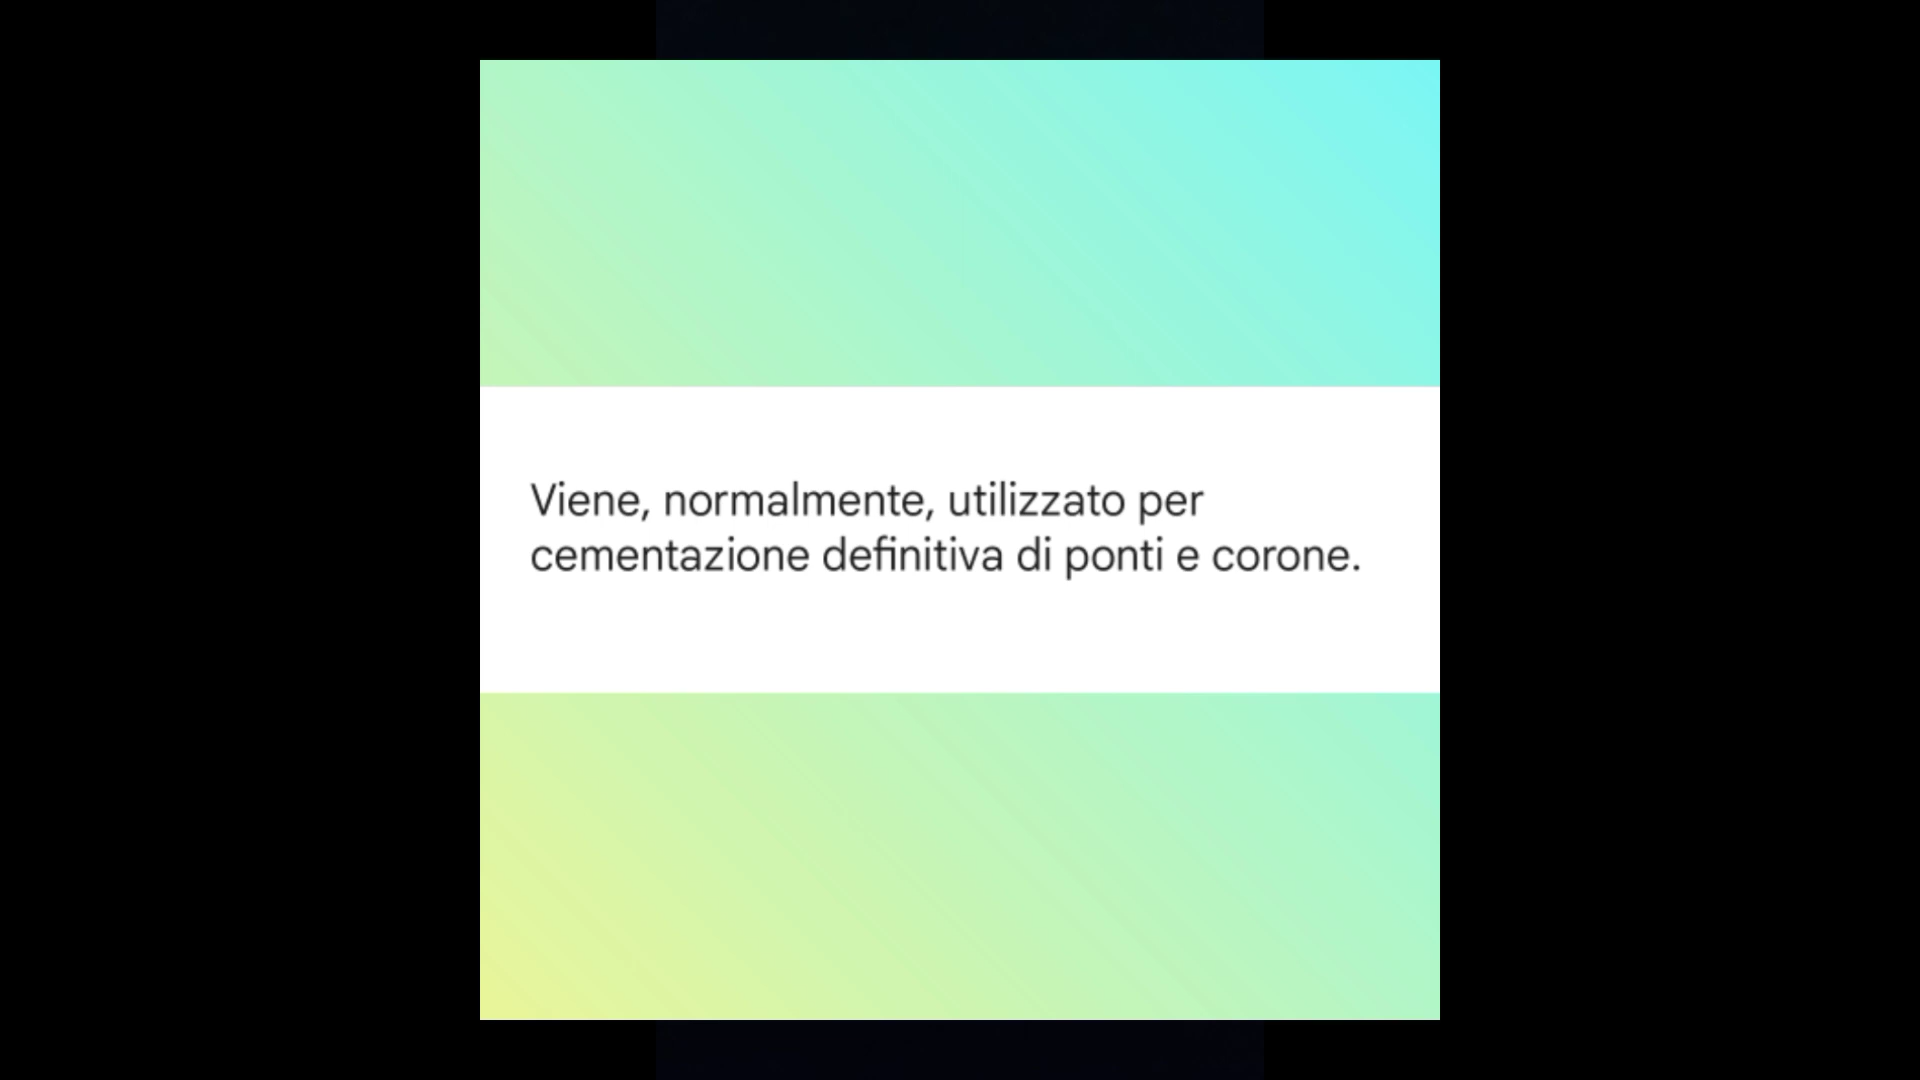 Viene, normalmente, utilizzato per
cementazione definitiva di ponti e corone.